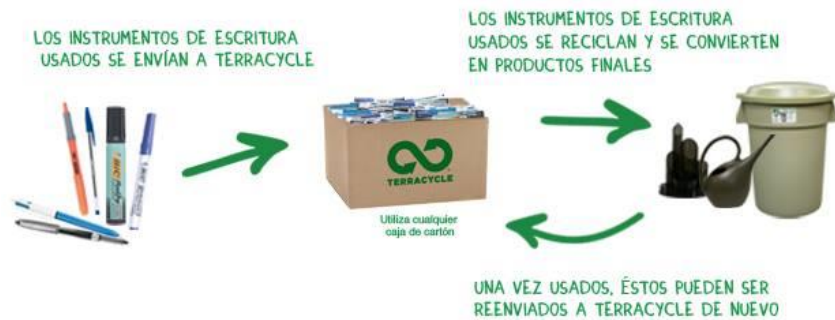 LOS INSTRUMENTOS DE ESCRITURA
USADOS SE ENVÍAN A TERRACYCLE
LOS INSTRUMENTOS DE ESCRITURA
USADOS SE RECICLAN Y SE CONVIERTEN
EN PRODUCTOS FINALES
BIC
TERRACYCLE
Utiliza cualquier
caja de cartón
UNA VEZ USADOS, ÉSTOS PUEDEN SER
REENVIADOS A TERRACYCLE DE NUEVO